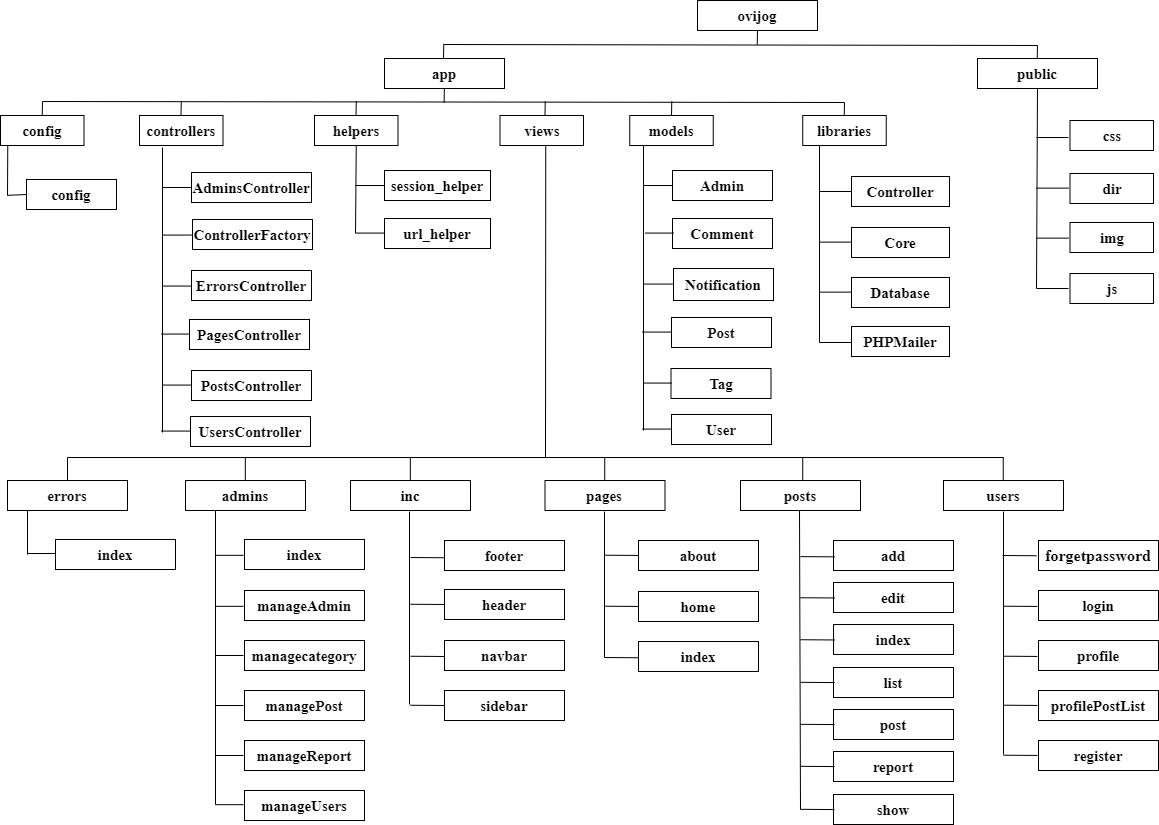 ovijog
app
public
config
controllers
helpers
views
models
libraries
config
AdminsController
ControllerFactory
ErrorsController
PagesController
PostsController
UsersController
session_helper
url_helper
Admin
Comment
Notification
Post
Tag
User
Controller
Core
Database
PHPMailer
css
dir
img
js
errors
admins
inc
pages
posts
users
index
index
manageAdmin
managecategory
managePost
manageReport
manageUsers
footer
header
navbar
sidebar
about
home
index
add
edit
index
list
post
report
show
forgetpassword
login
profile
profilePostList
register